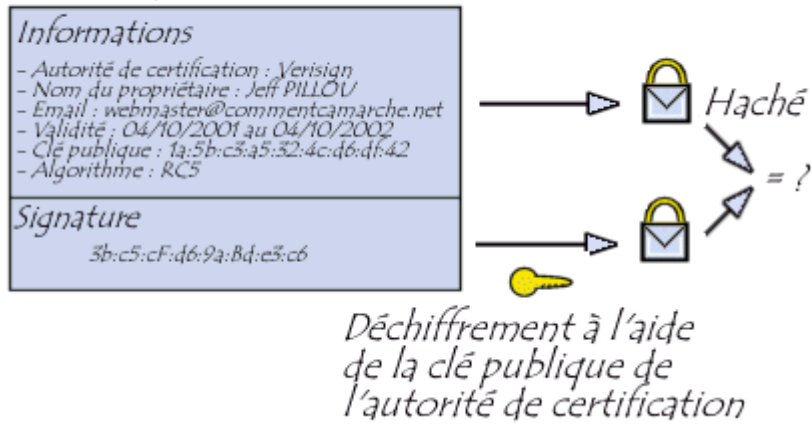 Informations
- Autorité de certification : Verisign
- Nom du propriétaire : Jeff PILLOU
- Email : webmaster@commentcamarche.net
- Validité : 04/10/2001 au 04/10/2002
- Clé publique : 1a:5b:c3:a5:32:4c:d6:df:42
- Algorithme : RC5
Haché
= ?
Signature
3b:c5:cF:d6:9a:Bd:e3:c6
Déchiffrement à l'aide
de la clé publique de
l'autorité de certification